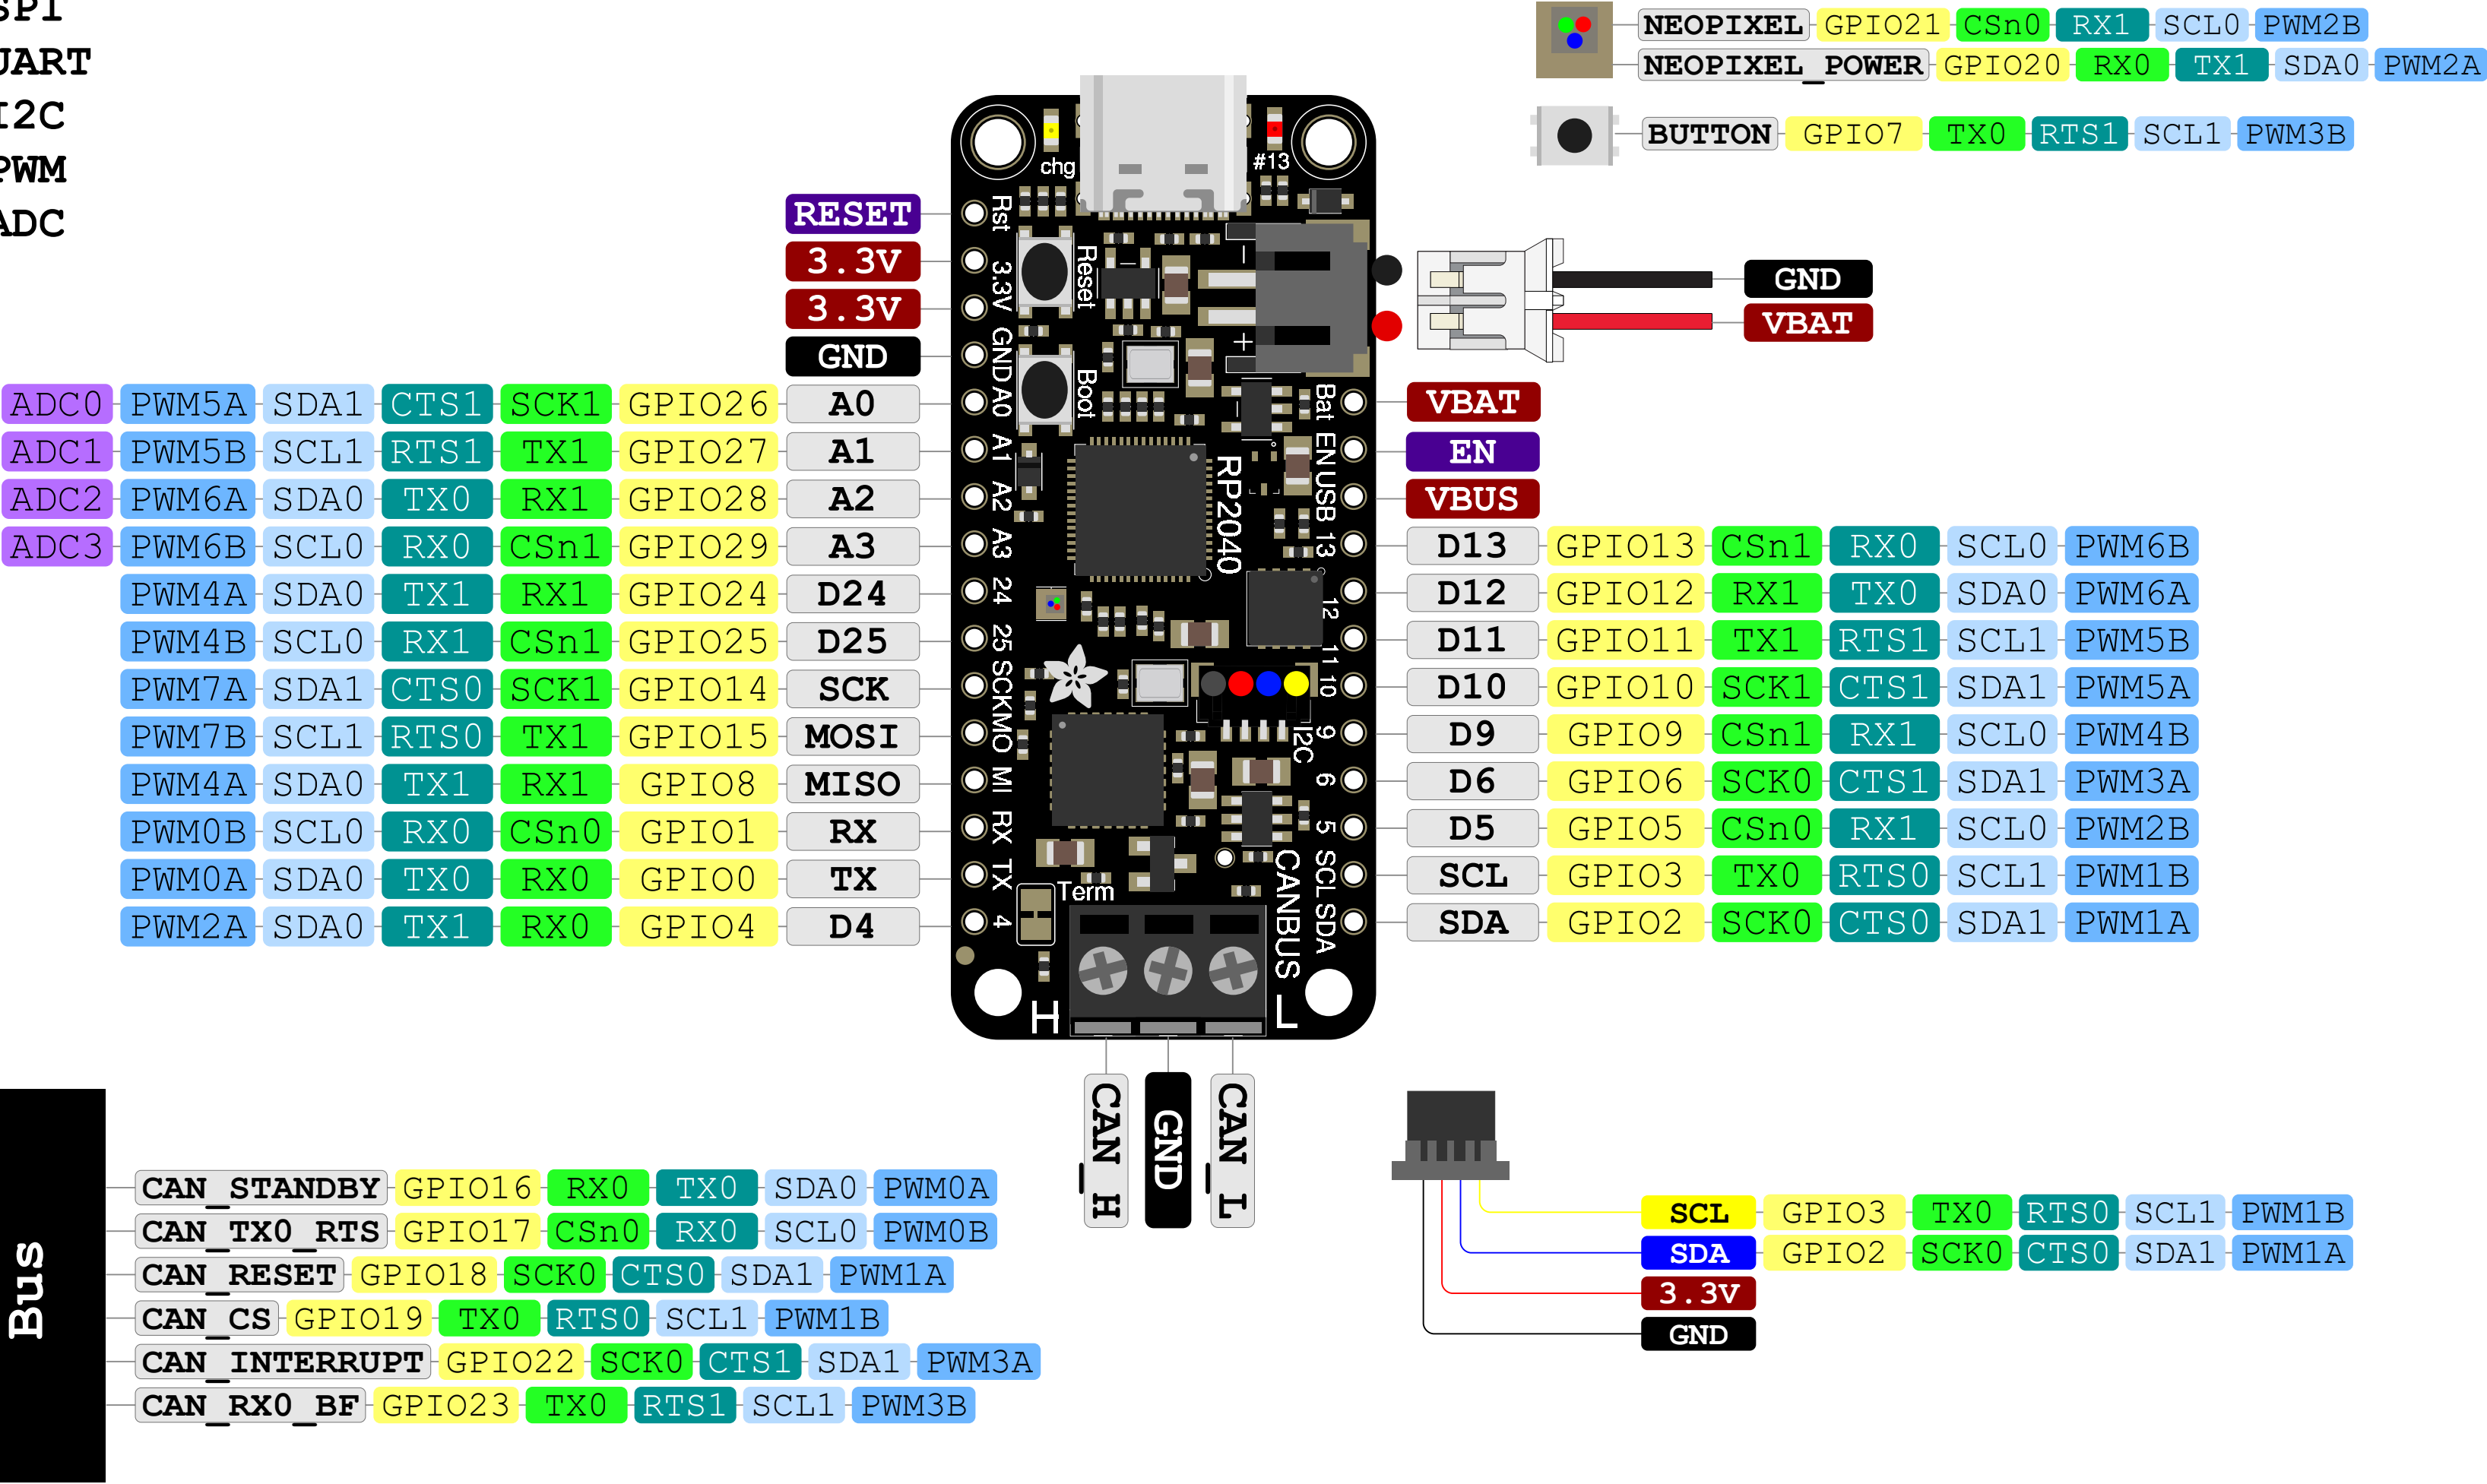 SPI
UART
I2C
PWM
ADC
NEOPIXEL GPIO21 CSn0 RX1 SCL0 PWM2B
NEOPIXEL_POWER GPIO20 RX0 TX1 SDA0 PWM2A
BUTTON GPIO7 TX0 RTS1 SCL1 PWM3B
chg
#13
RESET
3.3V
3.3V
GND
ADC0 PWM5A SDA1 CTS1 SCK1 GPIO26 A0
ADC1 PWM5B SCL1 RTS1 TX1 GPIO27 A1
ADC2 PWM6A SDA0 TX0 RX1 GPIO28 A2
ADC3 PWM6B SCL0 RX0 CSn1 GPIO29 A3
PWM4A SDA0 TX1 RX1 GPIO24 D24
PWM4B SCL0 RX1 CSn1 GPIO25 D25
PWM7A SDA1 CTS0 SCK1 GPIO14 SCK
PWM7B SCL1 RTS0 TX1 GPIO15 MOSI
PWM4A SDA0 TX1 RX1 GPIO8 MISO
PWM0B SCL0 RX0 CSn0 GPIO1 RX
PWM0A SDA0 TX0 RX0 GPIO0 TX
PWM2A SDA0 TX1 RX0 GPIO4 D4
Rst
3.3V
GND
A0
A1
A2
A3
24
25
SCK
MO
MI
RX
TX
4
Reset
Boot
RP2040
I2C
Term
CANBUS
H
L
-
+
Bat
EN
USB
13
12
11
10
9
6
5
SCL
SDA
GND
VBAT
VBAT
EN
VBUS
D13 GPIO13 CSn1 RX0 SCL0 PWM6B
D12 GPIO12 RX1 TX0 SDA0 PWM6A
D11 GPIO11 TX1 RTS1 SCL1 PWM5B
D10 GPIO10 SCK1 CTS1 SDA1 PWM5A
D9 GPIO9 CSn1 RX1 SCL0 PWM4B
D6 GPIO6 SCK0 CTS1 SDA1 PWM3A
D5 GPIO5 CSn0 RX1 SCL0 PWM2B
SCL GPIO3 TX0 RTS0 SCL1 PWM1B
SDA GPIO2 SCK0 CTS0 SDA1 PWM1A
CAN_H
GND
CAN_L
Bus
CAN_STANDBY GPIO16 RX0 TX0 SDA0 PWM0A
CAN_TX0_RTS GPIO17 CSn0 RX0 SCL0 PWM0B
CAN_RESET GPIO18 SCK0 CTS0 SDA1 PWM1A
CAN_CS GPIO19 TX0 RTS0 SCL1 PWM1B
CAN_INTERRUPT GPIO22 SCK0 CTS1 SDA1 PWM3A
CAN_RX0_BF GPIO23 TX0 RTS1 SCL1 PWM3B
SCL GPIO3 TX0 RTS0 SCL1 PWM1B
SDA GPIO2 SCK0 CTS0 SDA1 PWM1A
3.3V
GND